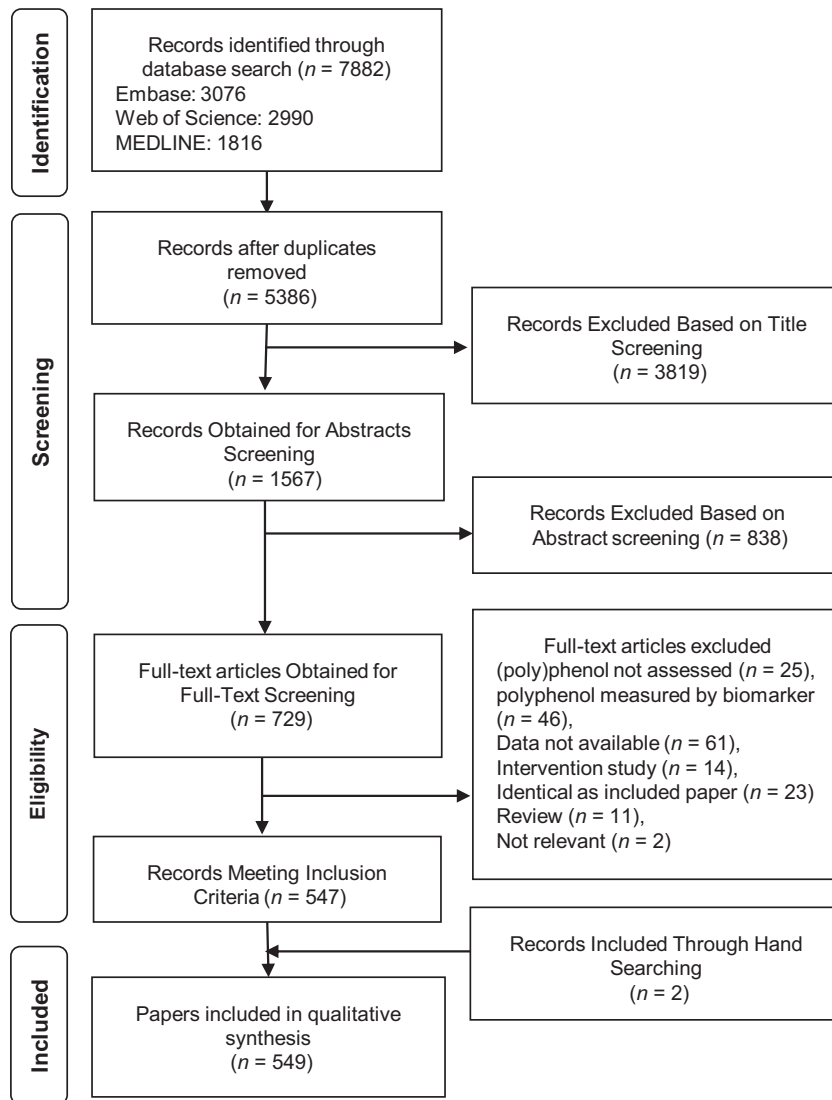 Identification
Records identified through
database search (n = 7882)
Embase: 3076
Web of Science: 2990
MEDLINE: 1816
Screening
Records after duplicates
removed
(n = 5386)
Records Excluded Based on Title
Screening
(n = 3819)
Records Obtained for Abstracts
Screening
(n = 1567)
Records Excluded Based on
Abstract screening (n = 838)
Eligibility
Full-text articles Obtained for
Full-Text Screening
(n = 729)
Full-text articles excluded
(poly)phenol not assessed (n = 25),
polyphenol measured by biomarker
(n = 46),
Data not available (n = 61),
Intervention study (n = 14),
Identical as included paper (n = 23)
Review (n = 11),
Not relevant (n = 2)
Records Meeting Inclusion
Criteria (n = 547)
Included
Records Included Through Hand
Searching
(n = 2)
Papers included in qualitative
synthesis
(n = 549)